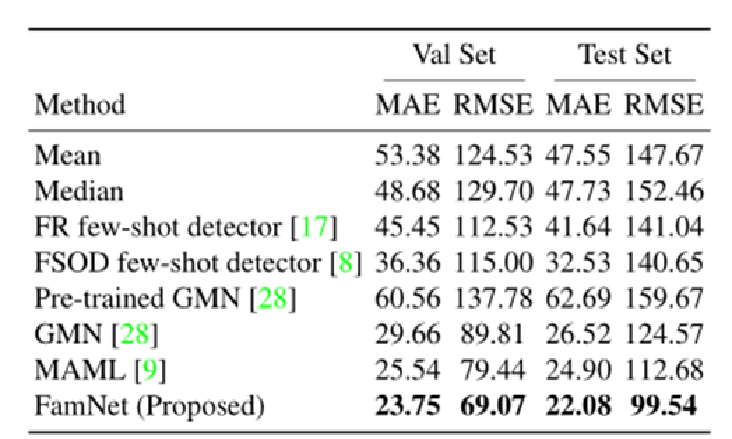 Val Set Test Set
Method MAE RMSE MAE RMSE
Mean 53.38 124.53 47.55 147.67
Median 48.68 129.70 47.73 152.46
FR few-shot detector [17] 45.45 112.53 41.64 141.04
FSOD few-shot detector [8] 36.36 115.00 32.53 140.65
Pre-trained GMN [28] 60.56 137.78 62.69 159.67
GMN [28] 29.66 89.81 26.52 124.57
MAML [9] 25.54 79.44 24.90 112.68
FamNet (Proposed) 23.75 69.07 22.08 99.54